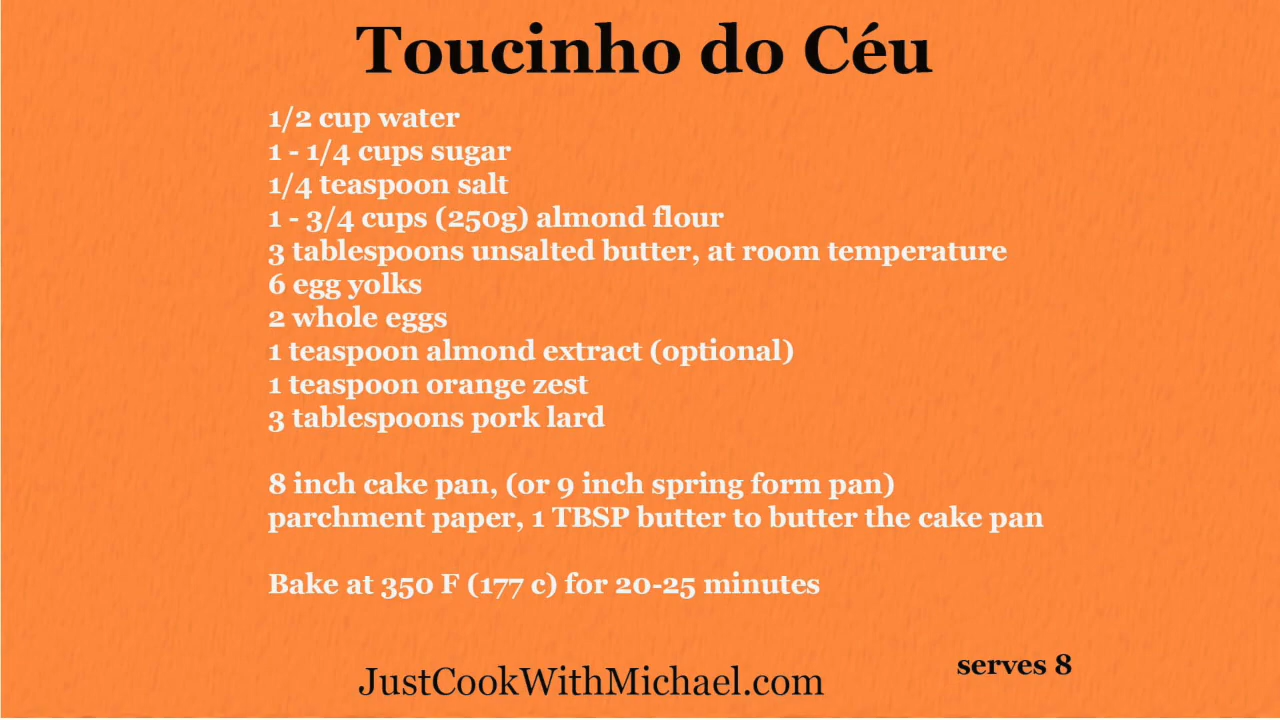 Toucinho do Céu
1/2 cup water
1 - 1/4 cups sugar
1/4 teaspoon salt
1 - 3/4 cups (250g) almond flour
3 tablespoons unsalted butter, at room temperature
6 egg yolks
2 whole eggs
1 teaspoon almond extract (optional)
1 teaspoon orange zest
3 tablespoons pork lard
8 inch cake pan, (or 9 inch spring form pan)
parchment paper, 1 TBSP butter to butter the cake pan
Bake at 350 F (177 c) for 20-25 minutes
serves 8
JustCookWithMichael.com